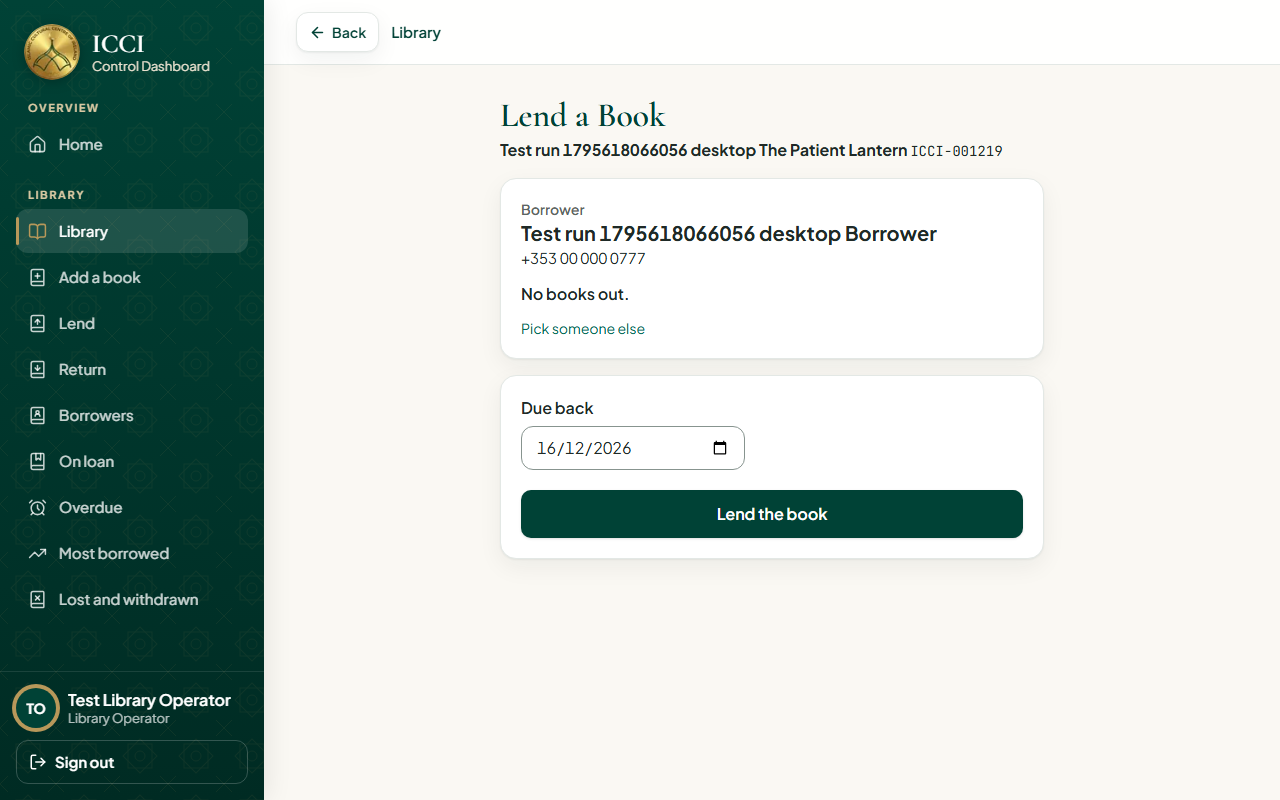 ICCI
Control Dashboard
OVERVIEW
Home
LIBRARY
Library
Add a book
Lend
Return
Borrowers
On loan
Overdue
Most borrowed
Lost and withdrawn
TO
Test Library Operator
Library Operator
Sign out
Back
Library
Lend a Book
Test run 1795618066056 desktop The Patient Lantern ICCI-001219
Borrower
Test run 1795618066056 desktop Borrower
+353 00 000 0777
No books out.
Pick someone else
Due back
16/12/2026
Lend the book